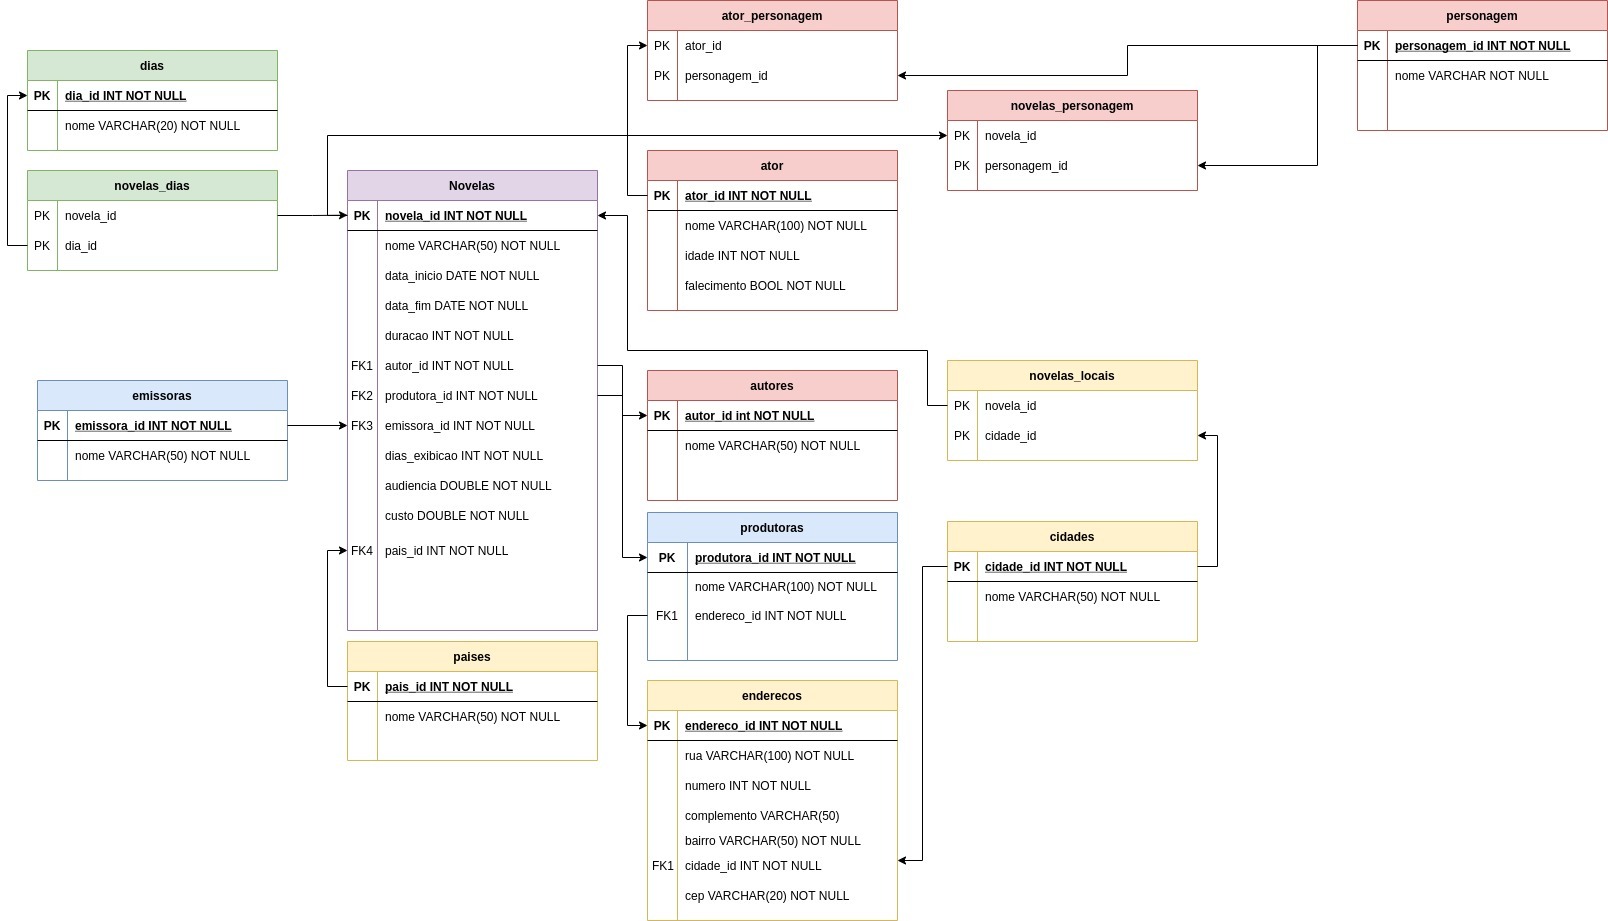 ator_personagem
PK ator_id
PK personagem_id
personagem
PK personagem_id INT NOT NULL
nome VARCHAR NOT NULL
dias
PK dia_id INT NOT NULL
nome VARCHAR(20) NOT NULL
novelas_personagem
PK novela_id
PK personagem_id
novelas_dias
PK novela_id
PK dia_id
Novelas
PK novela_id INT NOT NULL
nome VARCHAR(50) NOT NULL
data_inicio DATE NOT NULL
data_fim DATE NOT NULL
duracao INT NOT NULL
FK1 autor_id INT NOT NULL
FK2 produtora_id INT NOT NULL
FK3 emissora_id INT NOT NULL
dias_exibicao INT NOT NULL
audiencia DOUBLE NOT NULL
custo DOUBLE NOT NULL
FK4 pais_id INT NOT NULL
ator
PK ator_id INT NOT NULL
nome VARCHAR(100) NOT NULL
idade INT NOT NULL
falecimento BOOL NOT NULL
emissoras
PK emissora_id INT NOT NULL
nome VARCHAR(50) NOT NULL
autores
PK autor_id int NOT NULL
nome VARCHAR(50) NOT NULL
novelas_locais
PK novela_id
PK cidade_id
produtoras
PK produtora_id INT NOT NULL
nome VARCHAR(100) NOT NULL
FK1 endereco_id INT NOT NULL
cidades
PK cidade_id INT NOT NULL
nome VARCHAR(50) NOT NULL
paises
PK pais_id INT NOT NULL
nome VARCHAR(50) NOT NULL
enderecos
PK endereco_id INT NOT NULL
rua VARCHAR(100) NOT NULL
numero INT NOT NULL
complemento VARCHAR(50)
bairro VARCHAR(50) NOT NULL
FK1 cidade_id INT NOT NULL
cep VARCHAR(20) NOT NULL